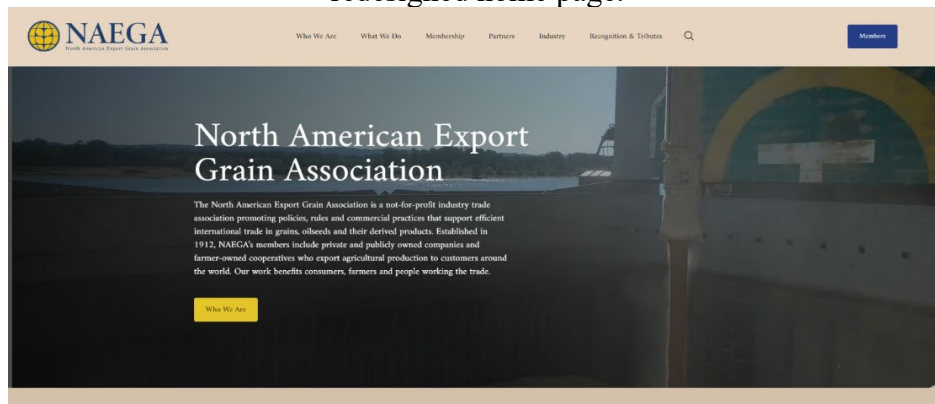 redesigned home page.
NAEGA
North American Export Grain Association
Who We Are What We Do Membership Partners Industry Recognition & Tributes
Members
North American Export
Grain Association
The North American Export Grain Association is a not-for-profit industry trade
association promoting policies, rules and commercial practices that support efficient
international trade in grains, oilseeds and their derived products. Established in
1912, NAEGA's members include private and publicly owned companies and
farmer-owned cooperatives who export agricultural production to customers around
the world. Our work benefits consumers, farmers and people working the trade.
Who We Are